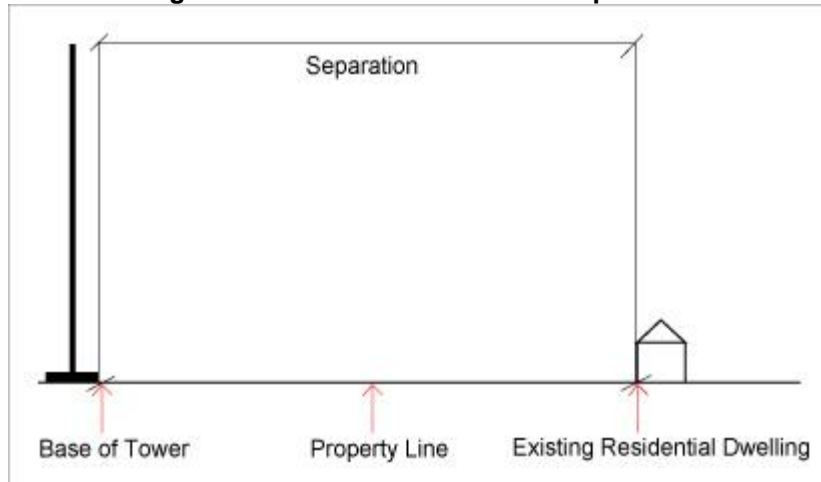 Separation
Base of Tower
Property Line
Existing Residential Dwelling